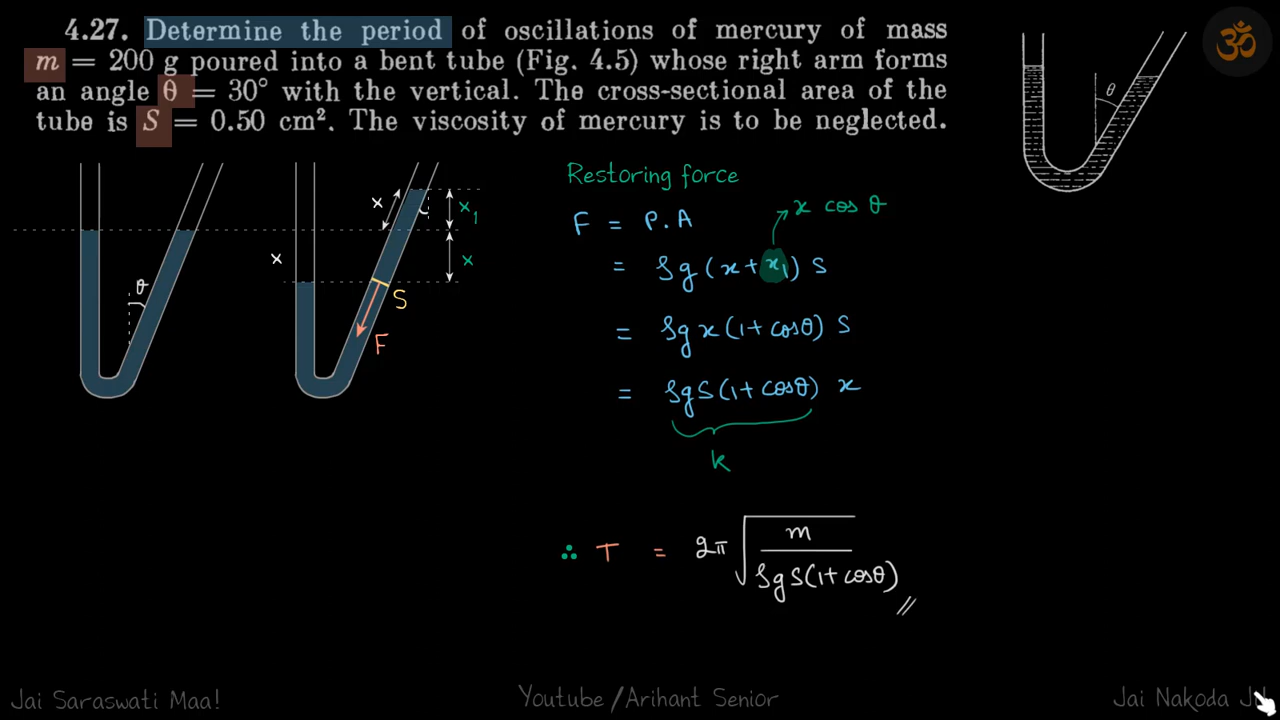 4.27. Determine the period of oscillations of mercury of mass
m = 200 g poured into a bent tube (Fig. 4.5) whose right arm forms
an angle θ = 30° with the vertical. The cross-sectional area of the
tube is S = 0.50 cm². The viscosity of mercury is to be neglected.
ॐ
θ
θ
x
x
x₁
x
S
F
Restoring force
F = P.A
x cos θ
= ρg (x + x₁) S
= ρg x (1 + cosθ) S
= ρgS (1 + cosθ) x
k
∴ T = 2π √(m / ρgS(1 + cosθ)) //
Jai Saraswati Maa!
Youtube /Arihant Senior
Jai Nakoda Ji